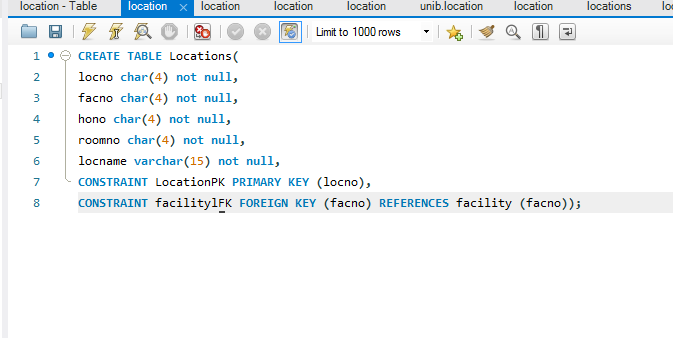 location - Table location location location location unib.location location locations lo
Limit to 1000 rows
1 CREATE TABLE Locations(
2 locno char(4) not null,
3 facno char(4) not null,
4 hono char(4) not null,
5 roomno char(4) not null,
6 locname varchar(15) not null,
7 CONSTRAINT LocationPK PRIMARY KEY (locno),
8 CONSTRAINT facilitylFK FOREIGN KEY (facno) REFERENCES facility (facno));